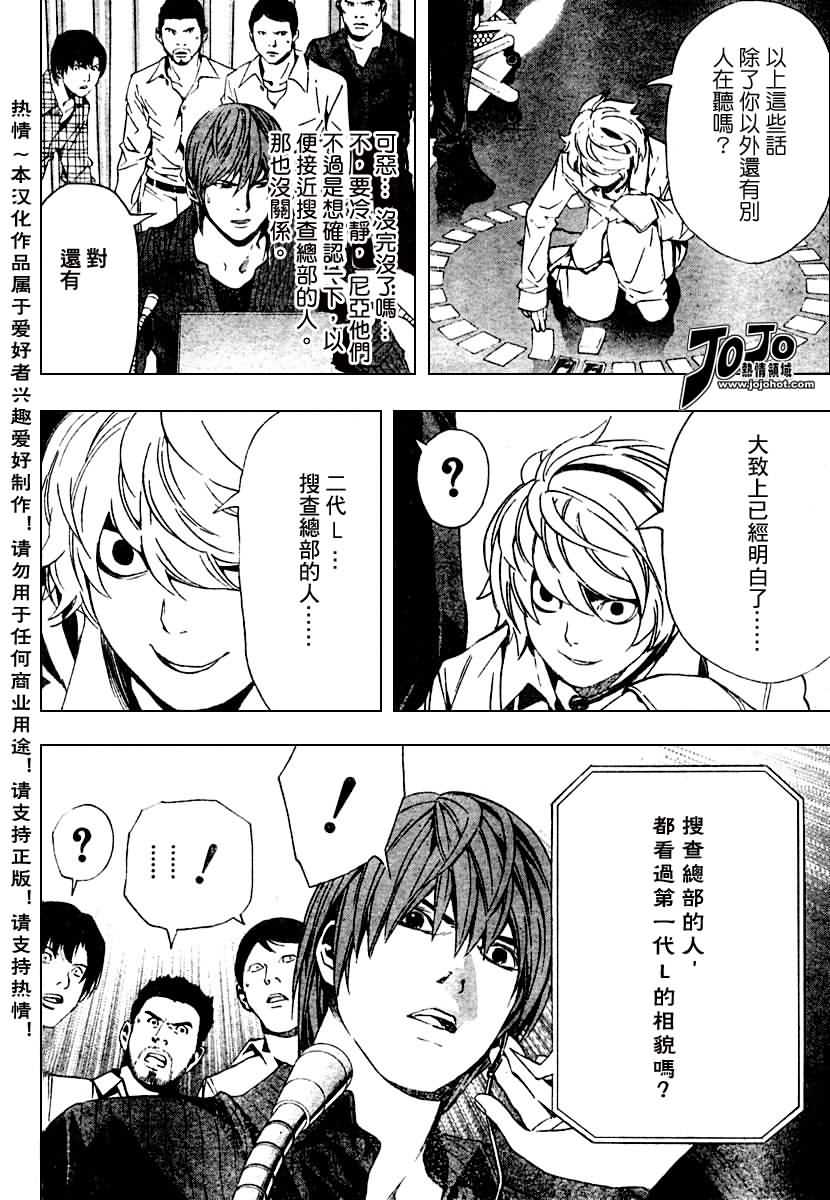 以上這些話
除了你以外還有別
人在聽嗎？
JOJO
熱情領域
www.jojohot.com
可惡… 沒完沒了嗎…
不，要冷靜，尼亞他們
不過是想確認一下，以
便接近搜查總部的人。
那也沒關係。
對
還有
大致上已經明白了……
？
二代L…
搜查總部的人……
搜查總部的人，
都看過第一代L的相貌嗎？
！
……！
？
热情～本汉化作品属于爱好者兴趣爱好制作！请勿用于任何商业用途！请支持正版！请支持热情！